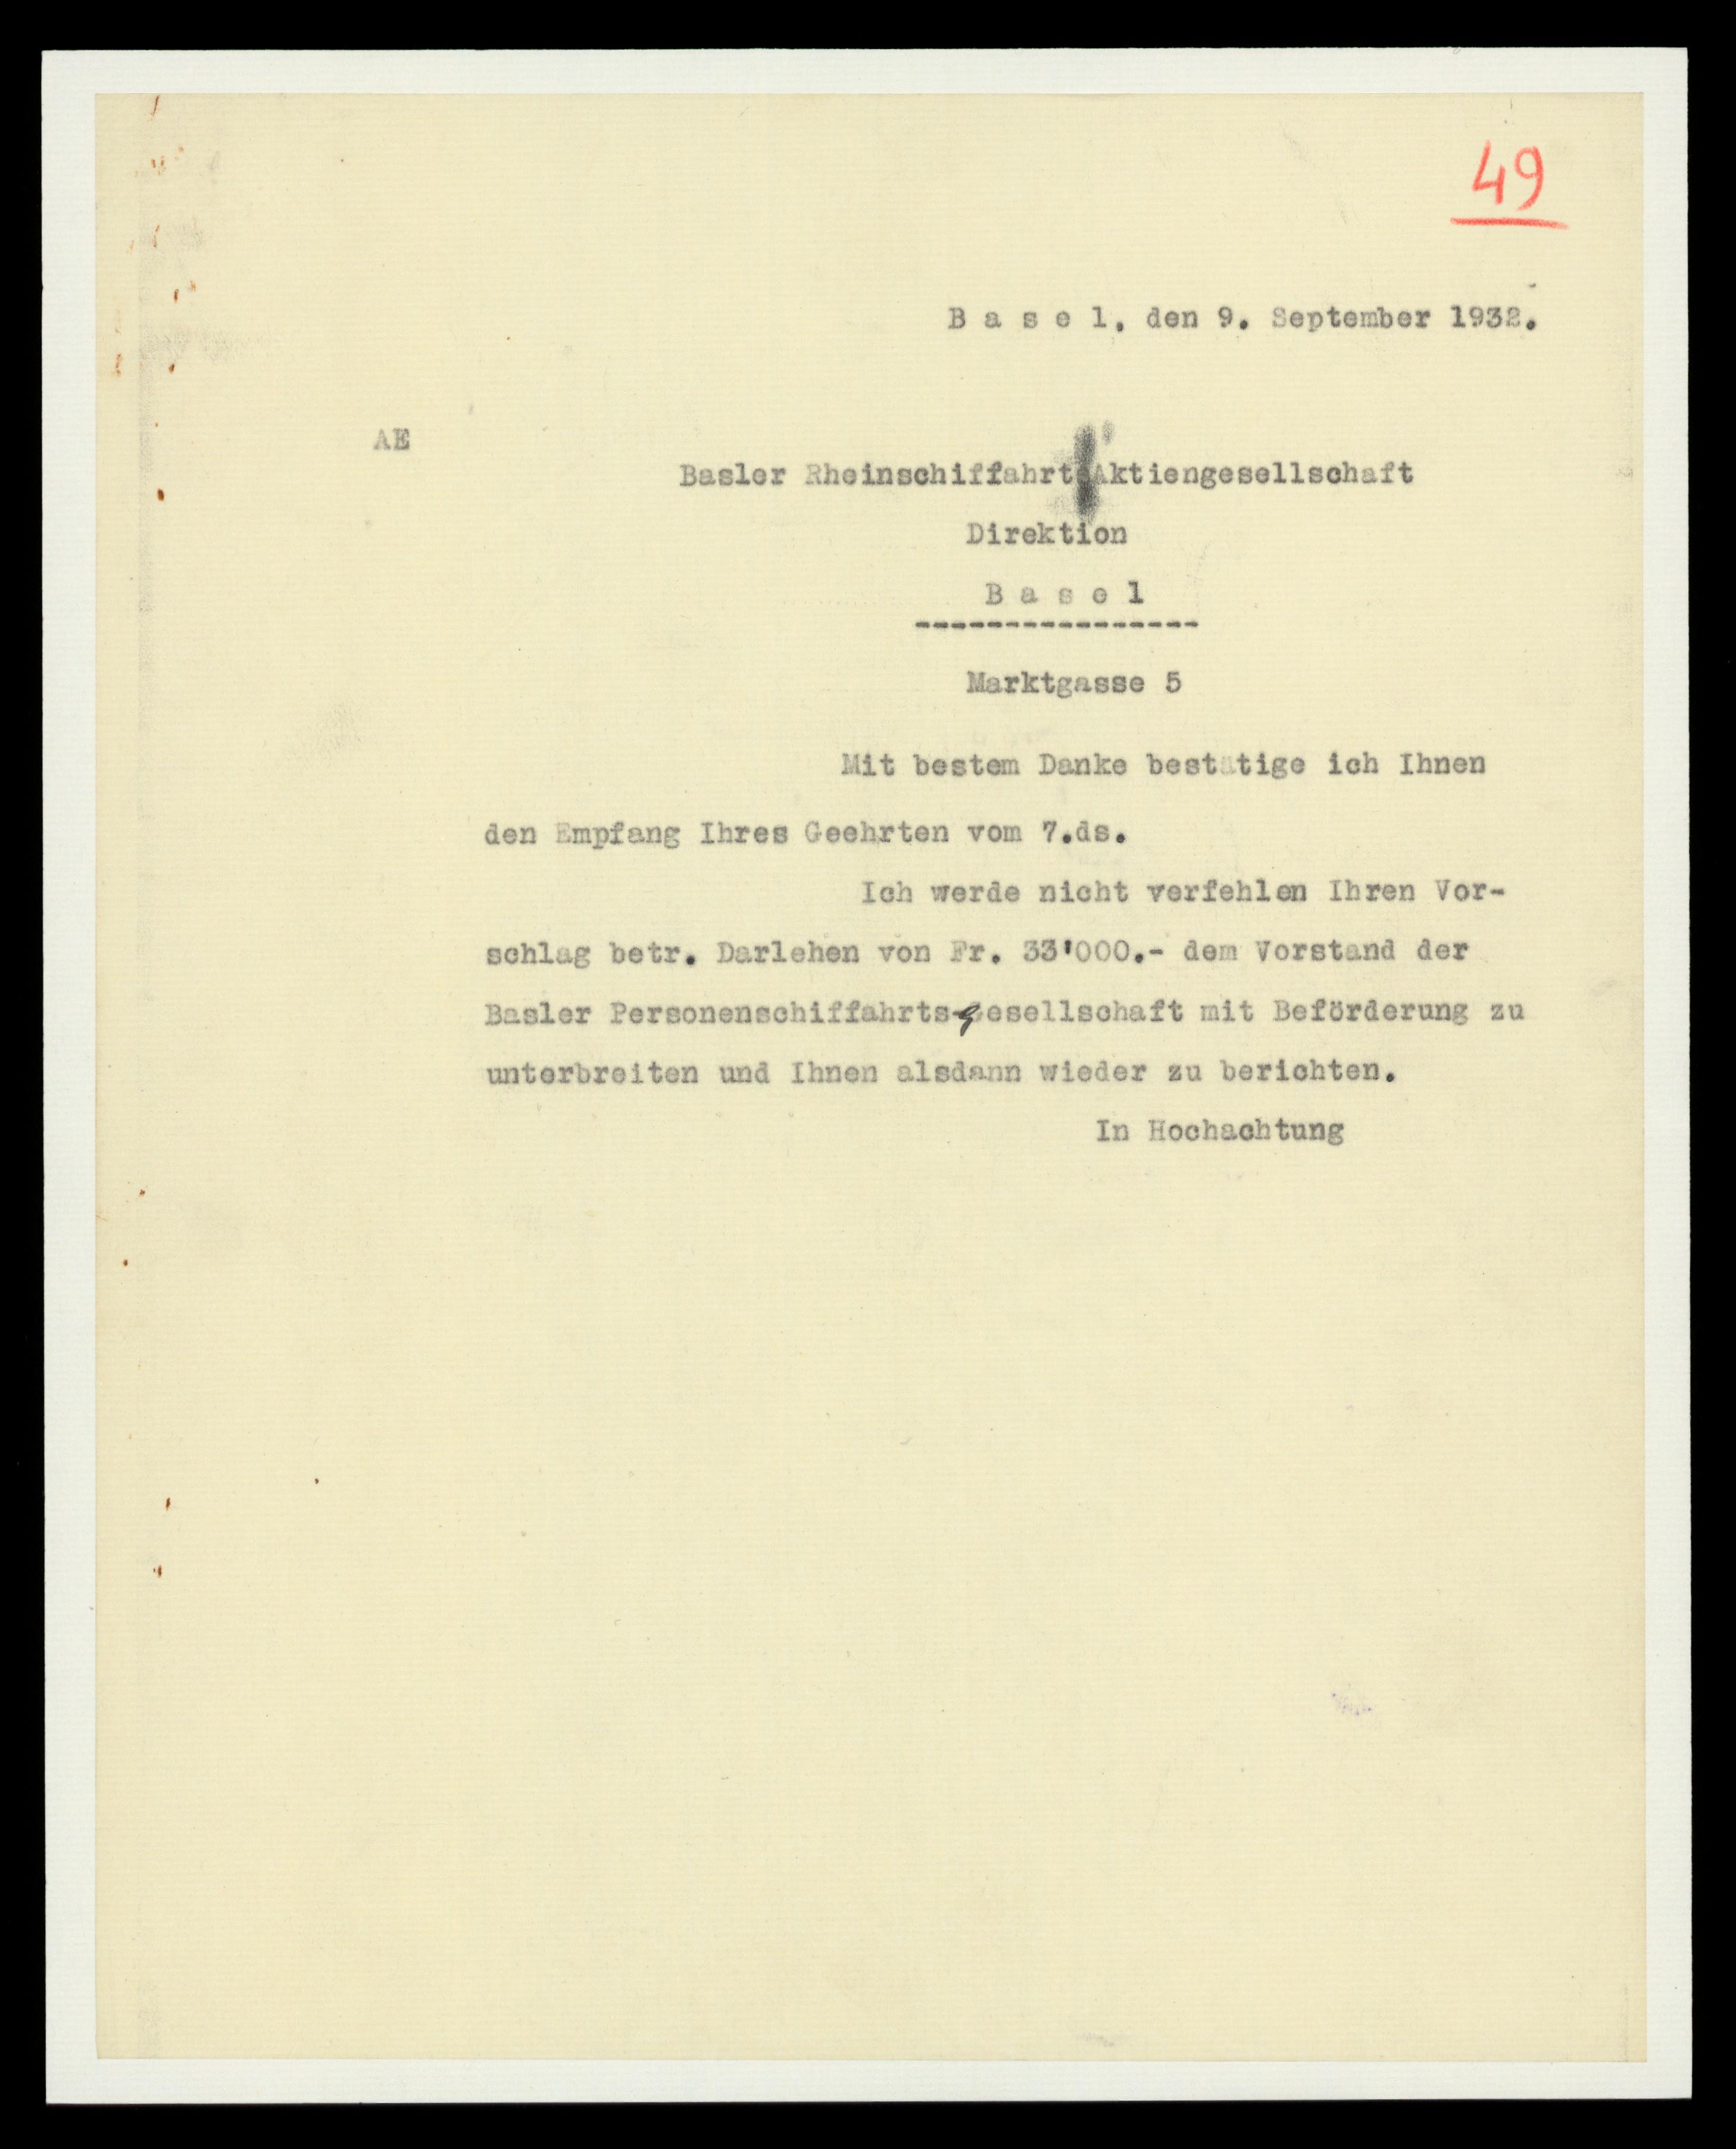 49
B a s e l, den 9. September 1932.
AE
Basler Rheinschiffahrts Aktiengesellschaft
Direktion
B a s e l
----------------
Marktgasse 5
Mit bestem Danke bestätige ich Ihnen
den Empfang Ihres Geehrten vom 7.ds.
Ich werde nicht verfehlen Ihren Vor-
schlag betr. Darlehen von Fr. 33'000.- dem Vorstand der
Basler Personenschiffahrts-gesellschaft mit Beförderung zu
unterbreiten und Ihnen alsdann wieder zu berichten.
In Hochachtung